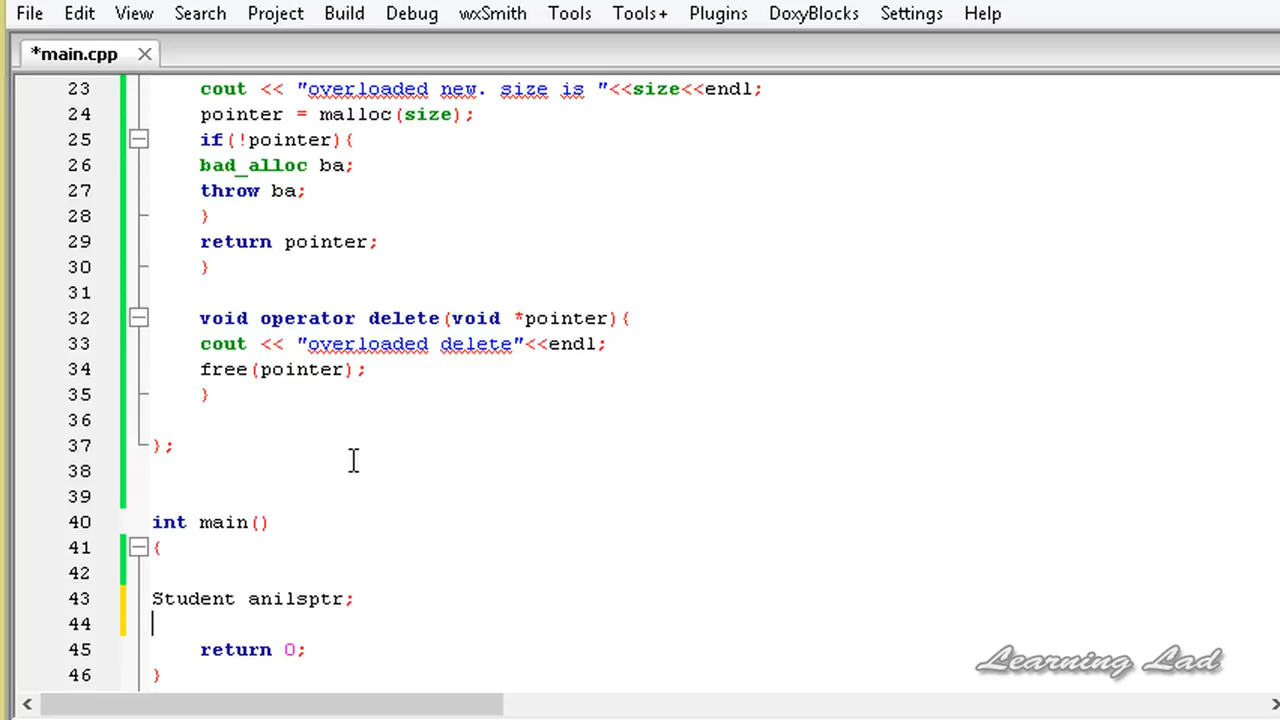 File Edit View Search Project Build Debug wxSmith Tools Tools+ Plugins DoxyBlocks Settings Help
*main.cpp
23 cout << "overloaded new. size is "<<size<<endl;
24 pointer = malloc(size);
25 if(!pointer){
26 bad_alloc ba;
27 throw ba;
28 }
29 return pointer;
30 }
31
32 void operator delete(void *pointer){
33 cout << "overloaded delete"<<endl;
34 free(pointer);
35 }
36
37 };
38
39
40 int main()
41 {
42
43 Student anilsptr;
44
45 return 0;
46 }
Learning Lad